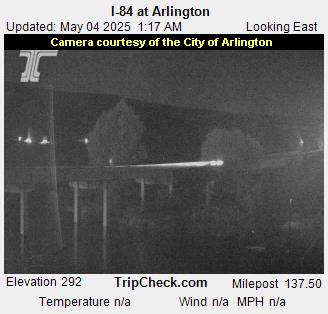 I-84 at Arlington
Updated: May 04 2025 1:17 AM Looking East
Camera courtesy of the City of Arlington
Elevation 292 TripCheck.com Milepost 137.50
Temperature n/a Wind n/a MPH n/a